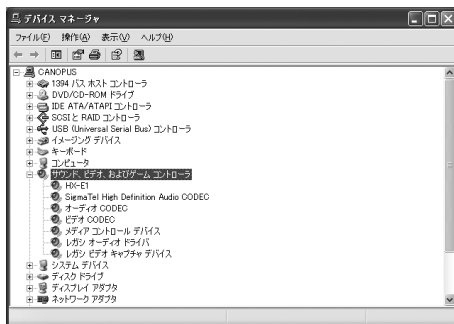 デバイス マネージャ
ファイル(F) 操作(A) 表示(V) ヘルプ(H)
CANOPUS
1394 バス ホスト コントローラ
DVD/CD-ROM ドライブ
IDE ATA/ATAPI コントローラ
SCSI と RAID コントローラ
USB (Universal Serial Bus) コントローラ
イメージング デバイス
キーボード
コンピュータ
サウンド、ビデオ、およびゲーム コントローラ
HX-E1
SigmaTel High Definition Audio CODEC
オーディオ CODEC
ビデオ CODEC
メディア コントロール デバイス
レガシ オーディオ ドライバ
レガシ ビデオ キャプチャ デバイス
システム デバイス
ディスク ドライブ
ディスプレイ アダプタ
ネットワーク アダプタ